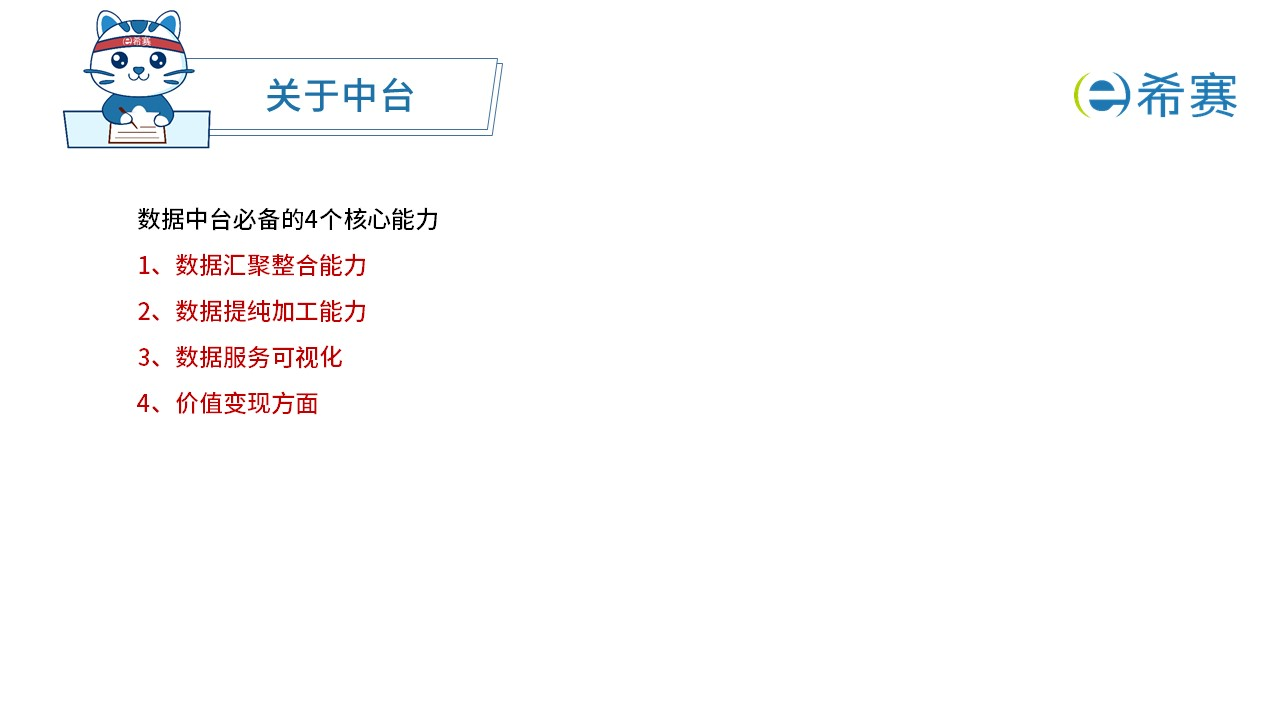 希赛
关于中台
希赛
数据中台必备的4个核心能力
1、数据汇聚整合能力
2、数据提纯加工能力
3、数据服务可视化
4、价值变现方面